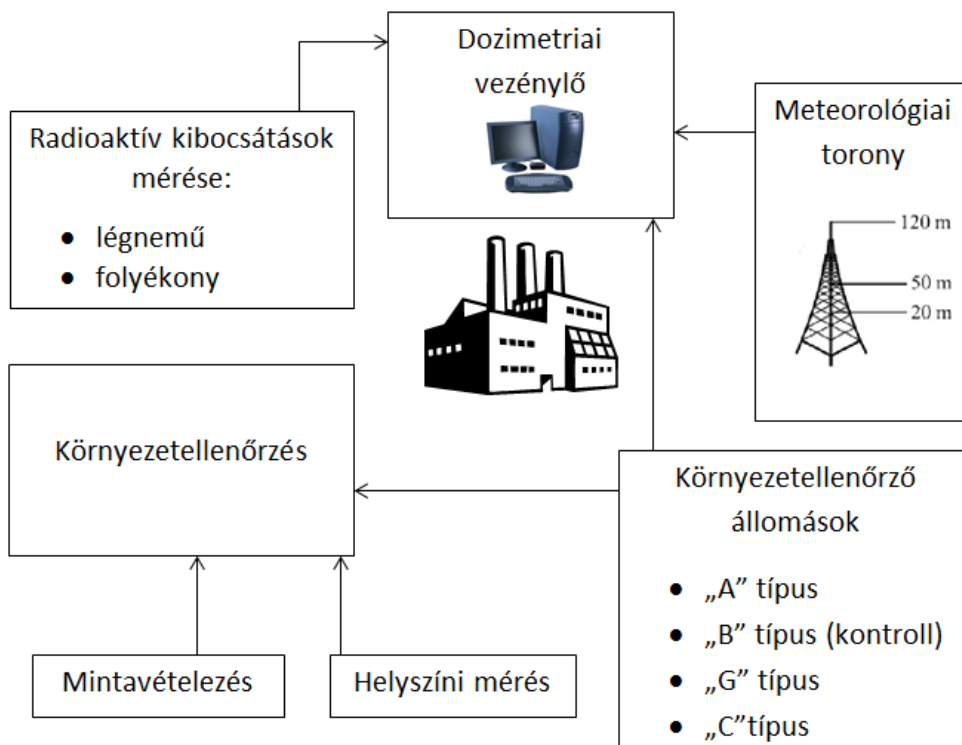 Dozimetriai
vezénylő
Radioaktív kibocsátások
mérése:
• légnemű
• folyékony
Meteorológiai
torony
120 m
50 m
20 m
Környezetellenőrzés
Környezetellenőrző
állomások
• „A” típus
• „B” típus (kontroll)
• „G” típus
• „C”típus
Mintavételezés
Helyszíni mérés